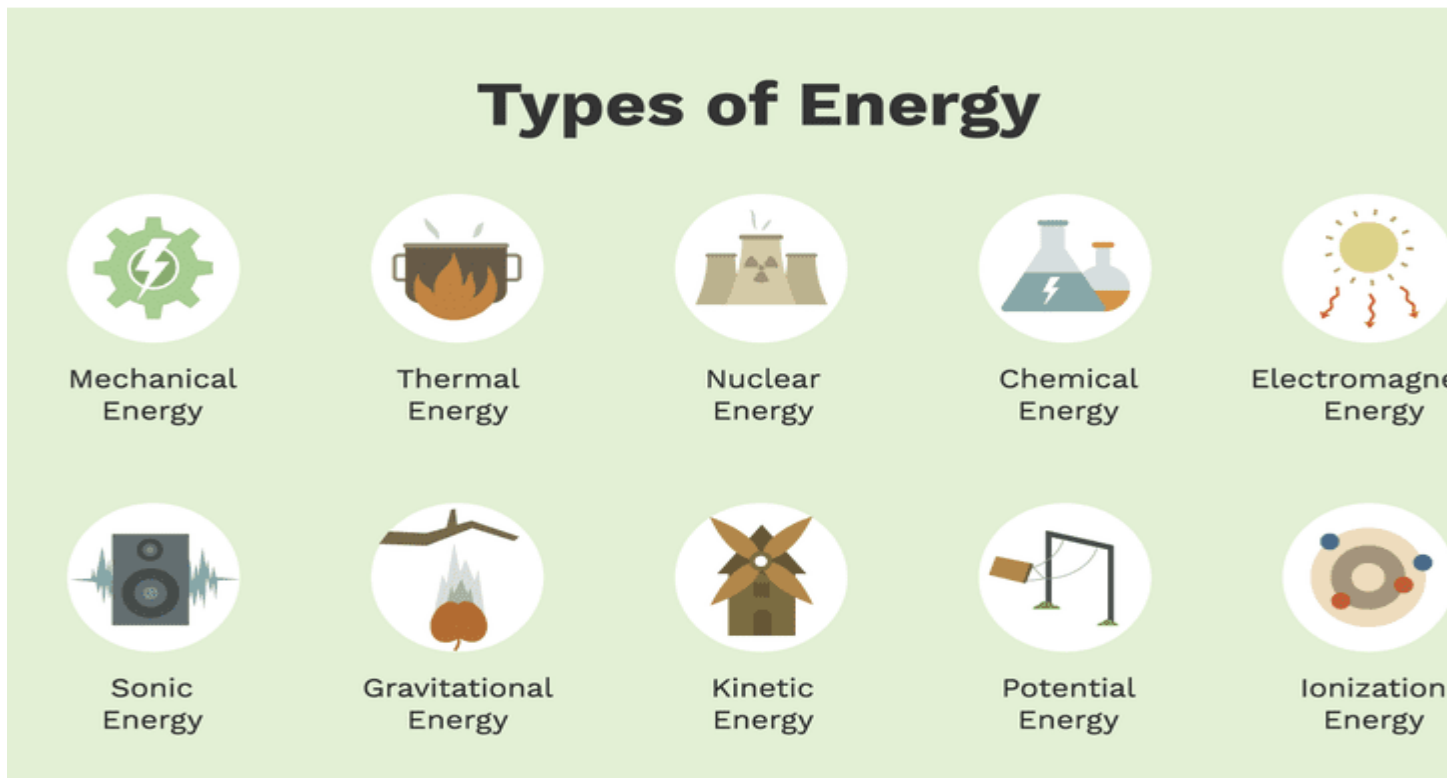 Types of Energy
Mechanical
Energy
Thermal
Energy
Nuclear
Energy
Chemical
Energy
Electromagne
Energy
Sonic
Energy
Gravitational
Energy
Kinetic
Energy
Potential
Energy
Ionization
Energy